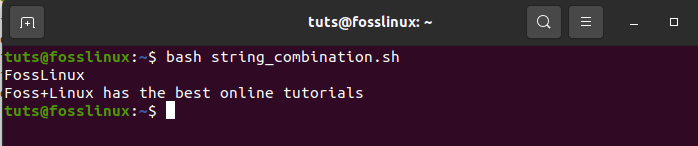 tuts@fosslinux: ~
tuts@fosslinux:~$ bash string_combination.sh
FossLinux
Foss+Linux has the best online tutorials
tuts@fosslinux:~$